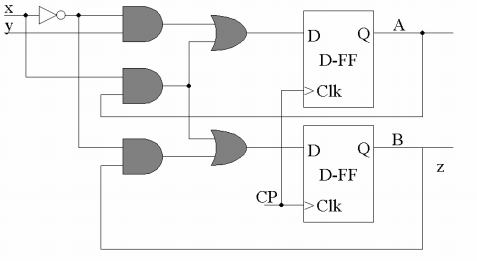 x
y
D Q A
D-FF
Clk
D Q B
D-FF z
CP Clk